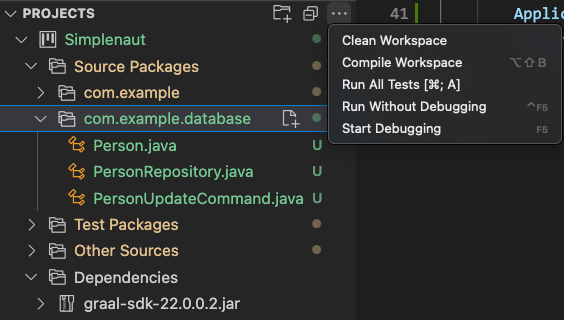 PROJECTS
Simplenaut
Source Packages
com.example
com.example.database
Person.java U
PersonRepository.java U
PersonUpdateCommand.java U
Test Packages
Other Sources
Dependencies
graal-sdk-22.0.0.2.jar
41 Applic
Clean Workspace
Compile Workspace ⌥⇧B
Run All Tests [⌘; A]
Run Without Debugging ^F5
Start Debugging F5